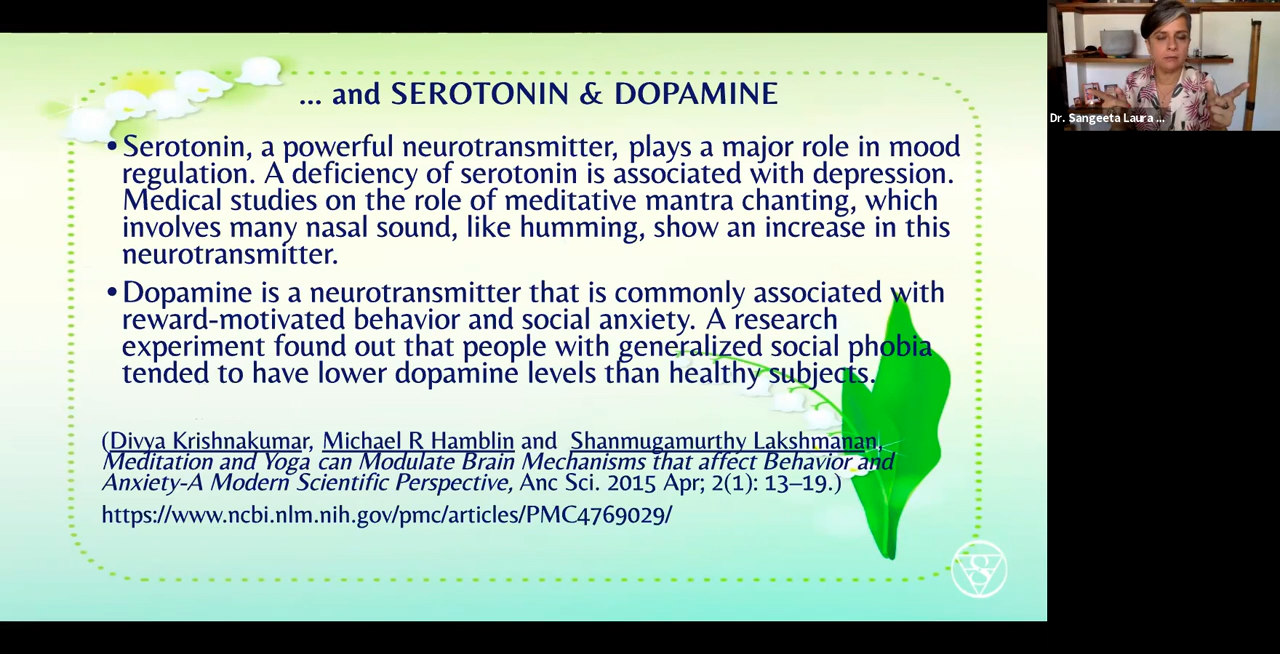 ... and SEROTONIN & DOPAMINE
•Serotonin, a powerful neurotransmitter, plays a major role in mood
regulation. A deficiency of serotonin is associated with depression.
Medical studies on the role of meditative mantra chanting, which
involves many nasal sound, like humming, show an increase in this
neurotransmitter.
•Dopamine is a neurotransmitter that is commonly associated with
reward-motivated behavior and social anxiety. A research
experiment found out that people with generalized social phobia
tended to have lower dopamine levels than healthy subjects.
(Divya Krishnakumar, Michael R Hamblin and Shanmugamurthy Lakshmanan,
Meditation and Yoga can Modulate Brain Mechanisms that affect Behavior and
Anxiety-A Modern Scientific Perspective, Anc Sci. 2015 Apr; 2(1): 13–19.)
https://www.ncbi.nlm.nih.gov/pmc/articles/PMC4769029/
Dr. Sangeeta Laura ...